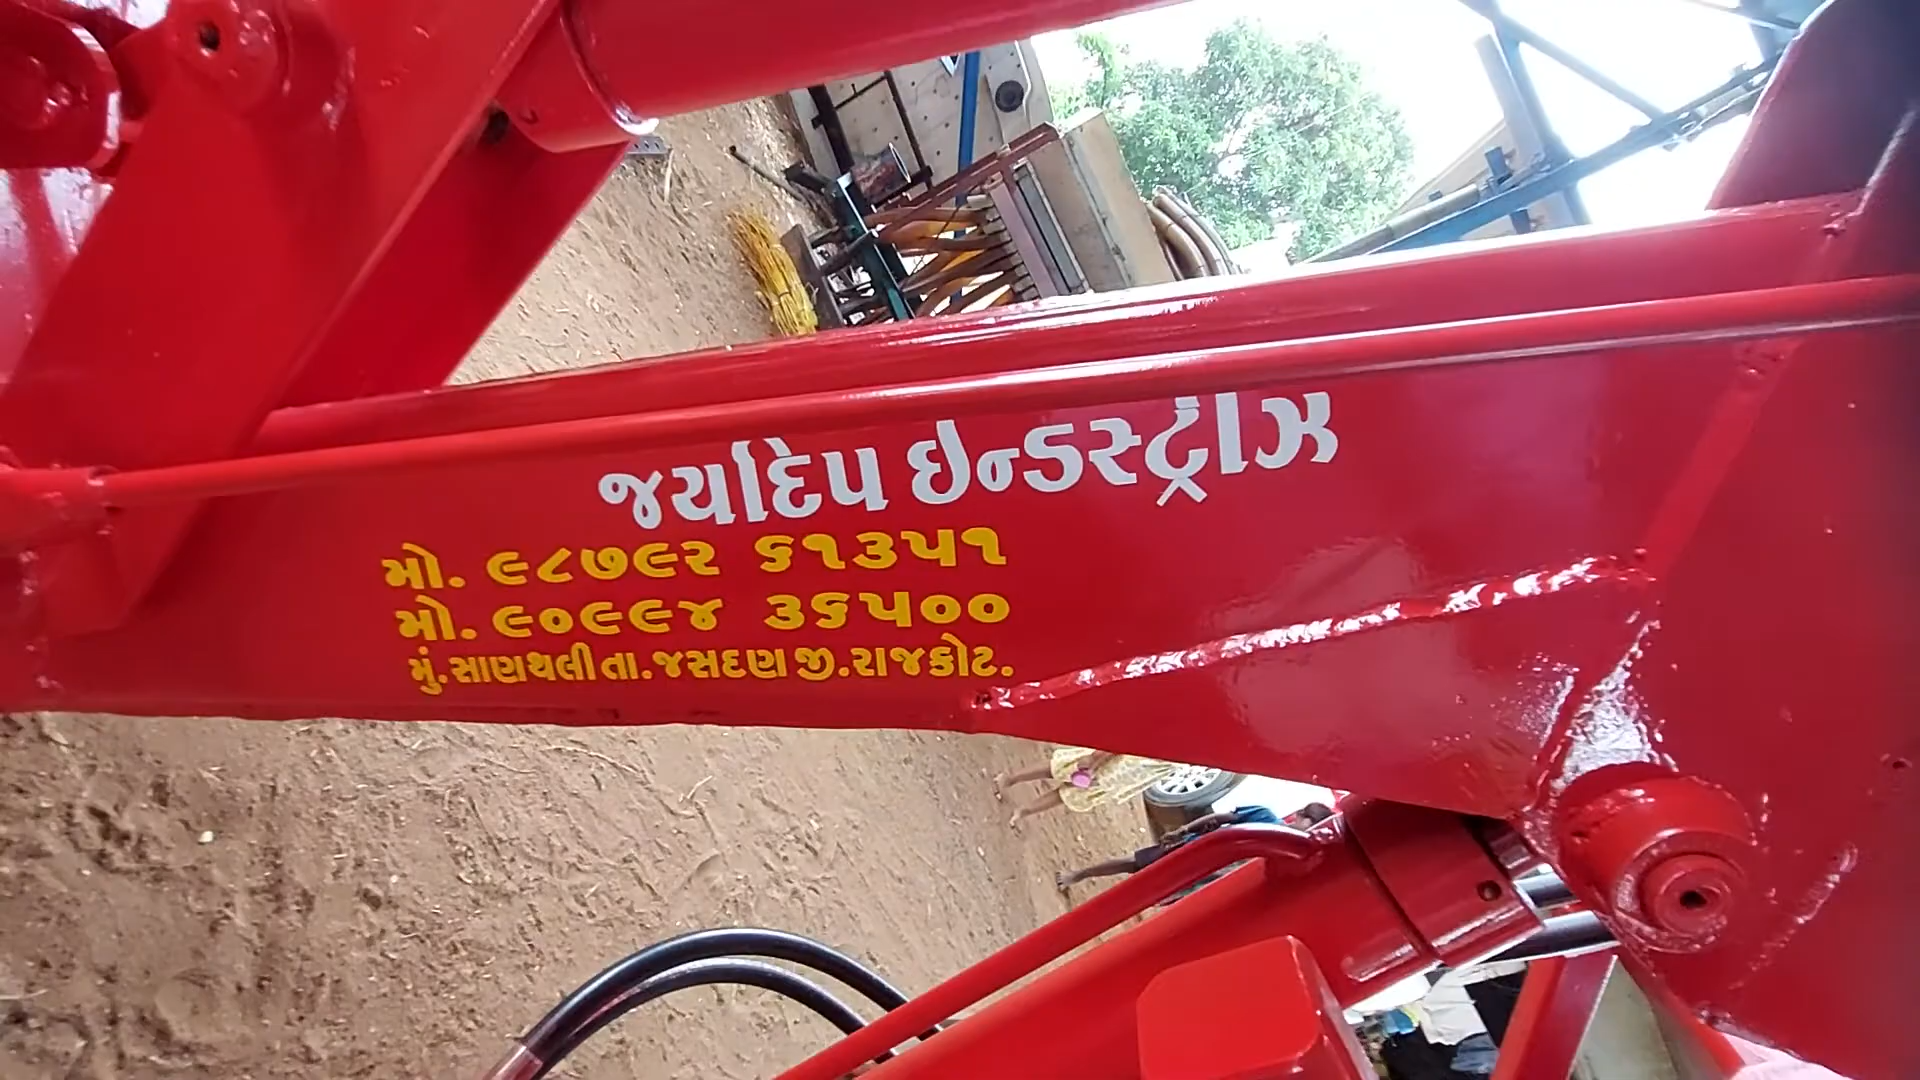 જયદિપ ઇન્ડસ્ટ્રીઝ
મો. ૯૮૭૯૨ ૬૧૩૫૧
મો. ૯૦૯૯૪ ૩૬૫૦૦
મું.સાણથલી તા.જસદણ જી.રાજકોટ.